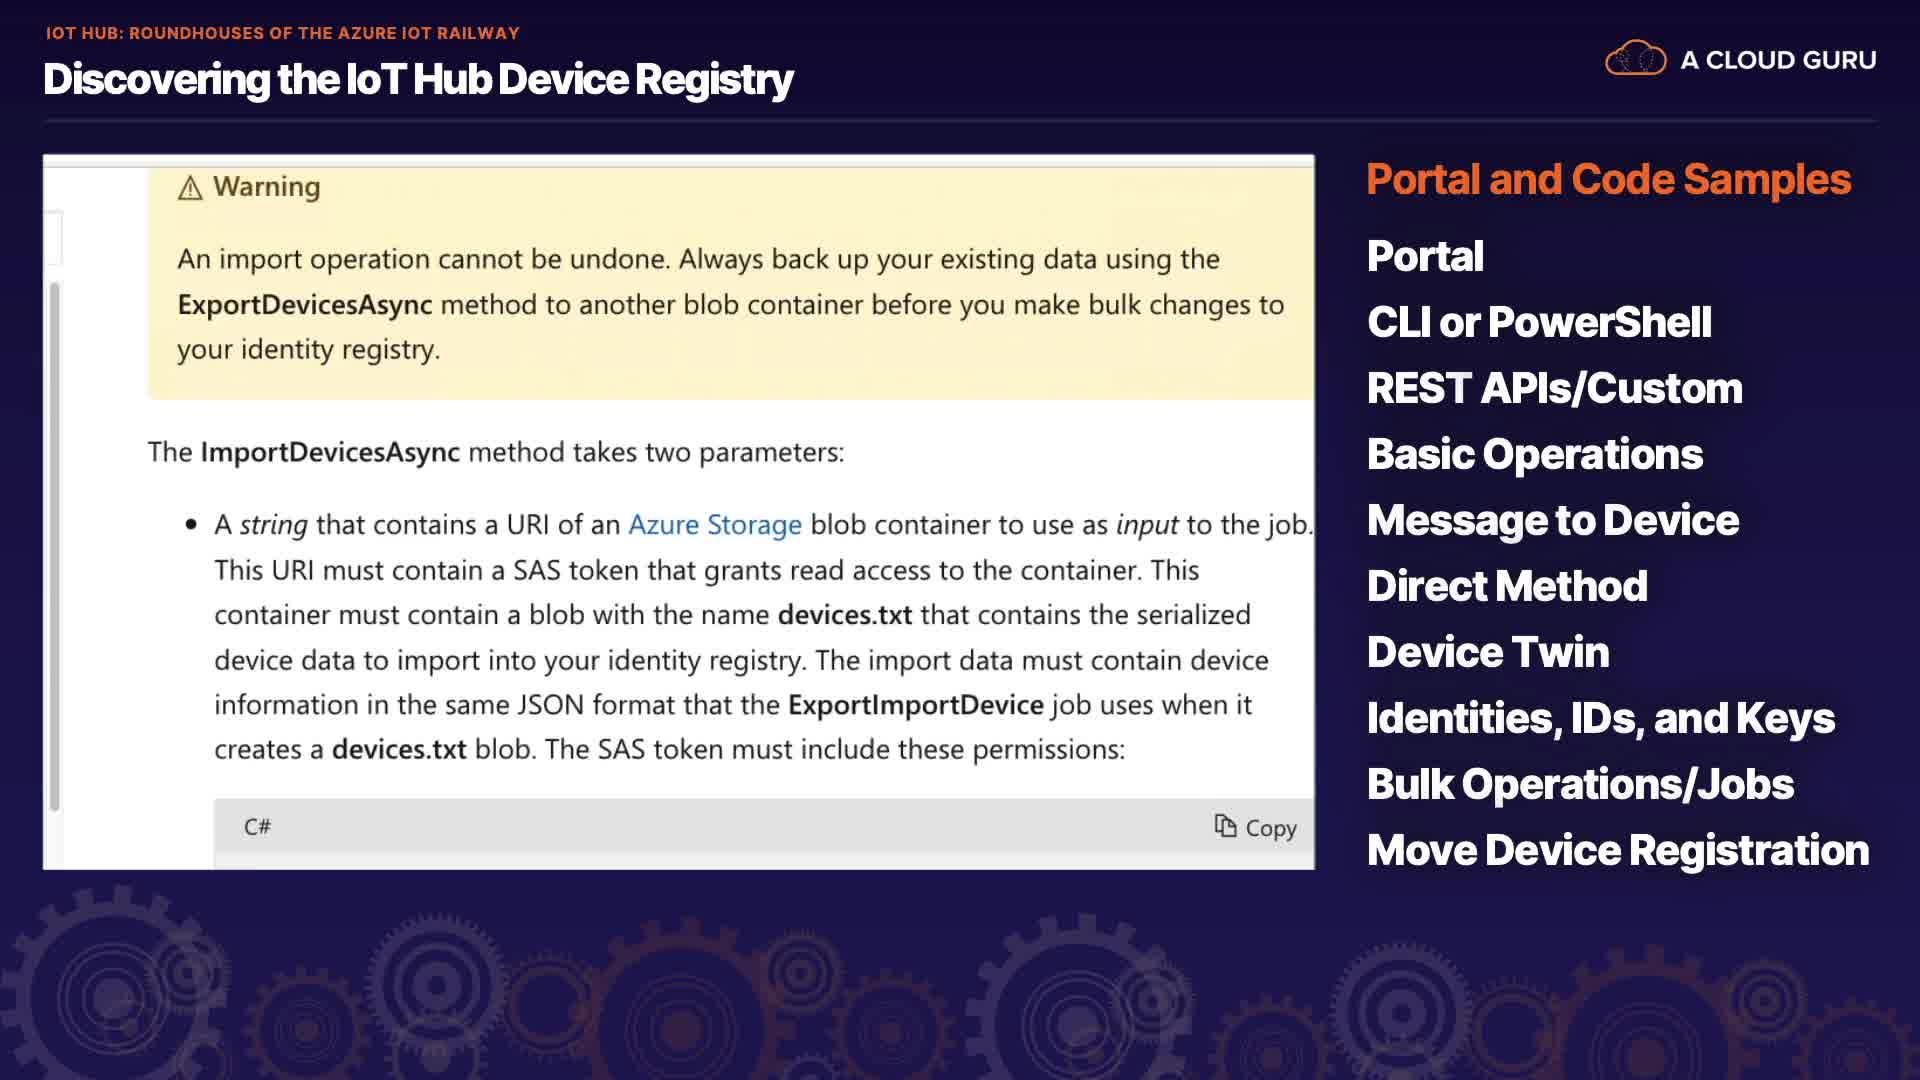 IOT HUB: ROUNDHOUSES OF THE AZURE IOT RAILWAY
Discovering the IoT Hub Device Registry
A CLOUD GURU
Warning
An import operation cannot be undone. Always back up your existing data using the
ExportDevicesAsync method to another blob container before you make bulk changes to
your identity registry.
The ImportDevicesAsync method takes two parameters:
• A string that contains a URI of an Azure Storage blob container to use as input to the job.
This URI must contain a SAS token that grants read access to the container. This
container must contain a blob with the name devices.txt that contains the serialized
device data to import into your identity registry. The import data must contain device
information in the same JSON format that the ExportImportDevice job uses when it
creates a devices.txt blob. The SAS token must include these permissions:
C#
Copy
Portal and Code Samples
Portal
CLI or PowerShell
REST APIs/Custom
Basic Operations
Message to Device
Direct Method
Device Twin
Identities, IDs, and Keys
Bulk Operations/Jobs
Move Device Registration